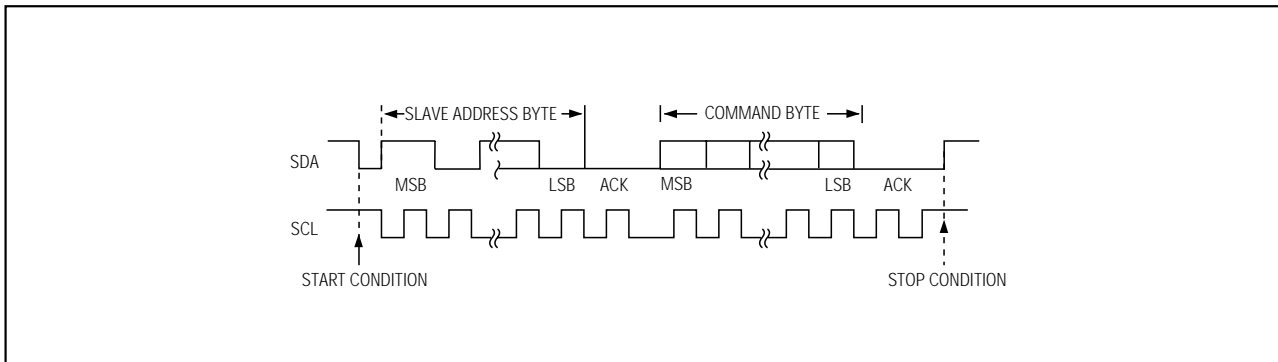 SLAVE ADDRESS BYTE COMMAND BYTE
SDA
MSB LSB ACK MSB LSB ACK
SCL
START CONDITION STOP CONDITION